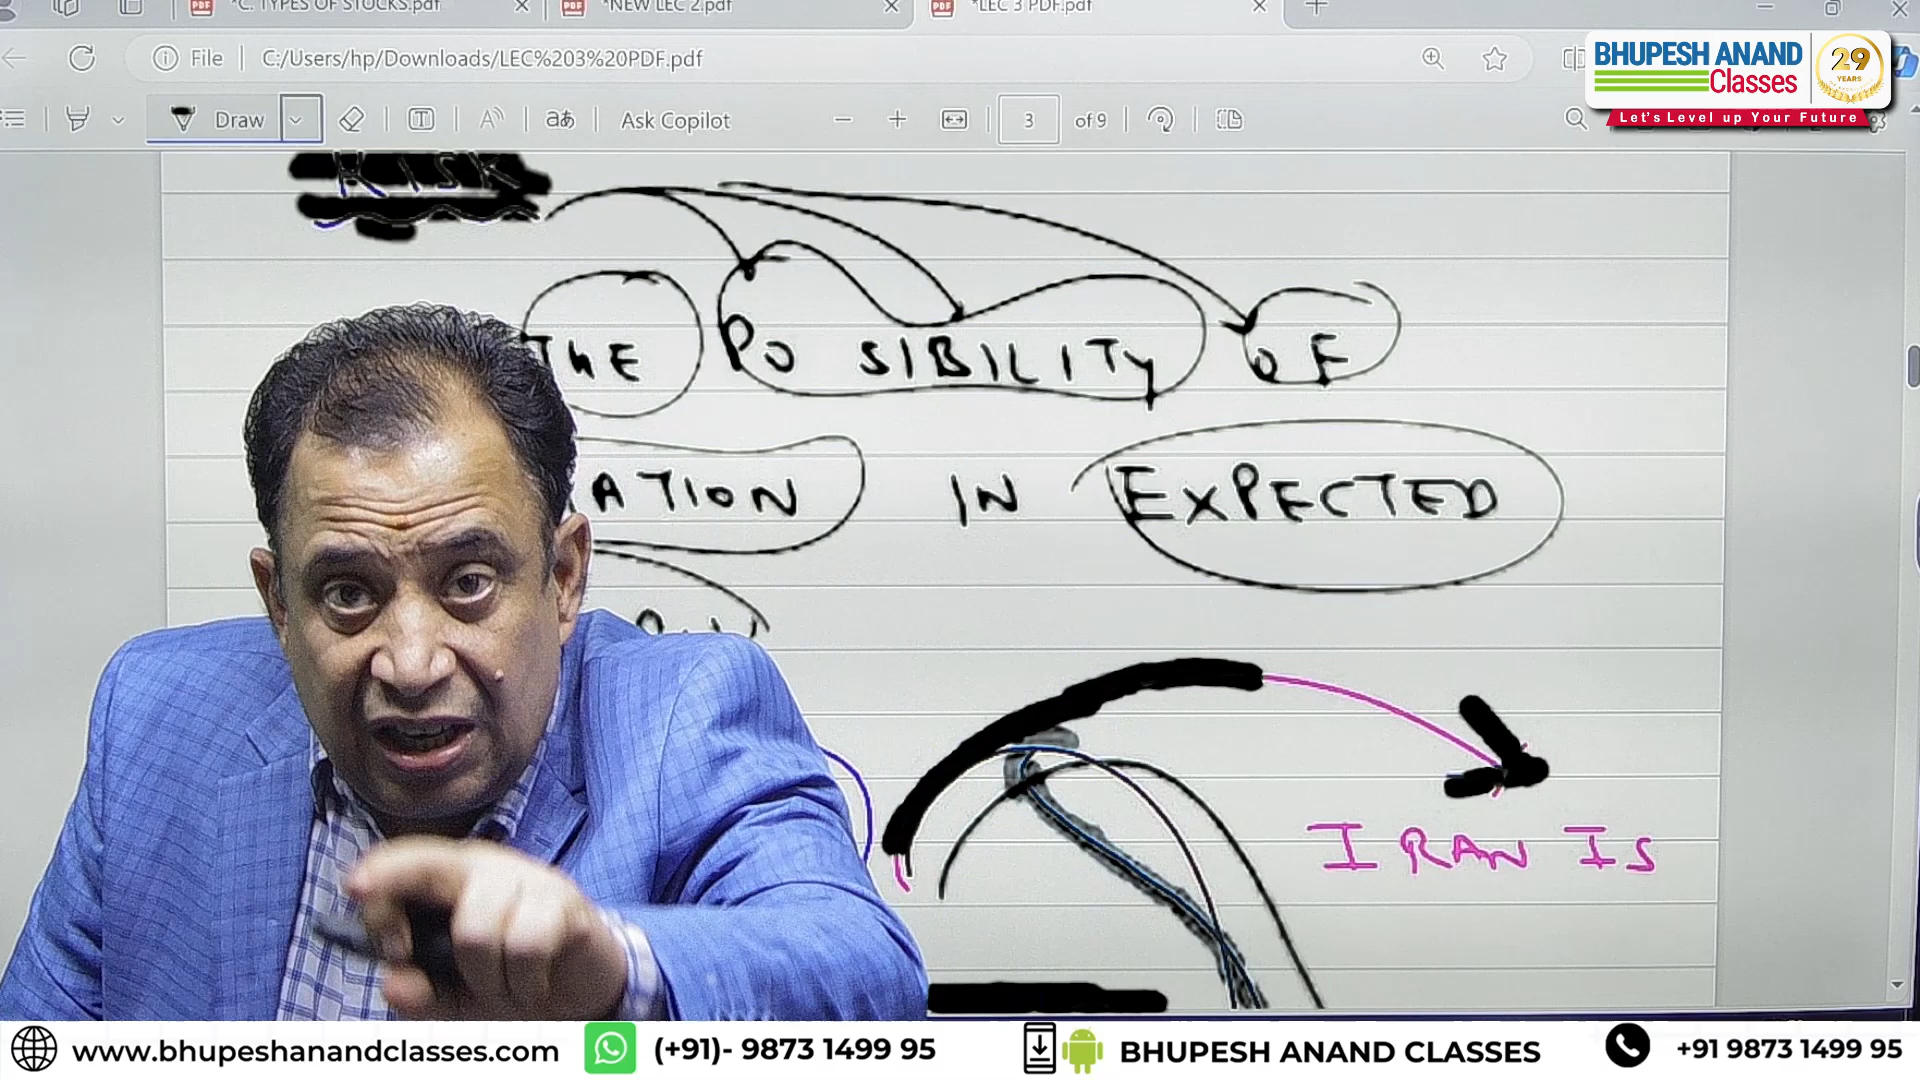 *C. TYPES OF STOCKS.pdf
*NEW LEC 2.pdf
*LEC 3 PDF.pdf
File
C:/Users/hp/Downloads/LEC%203%20PDF.pdf
BHUPESH ANAND
Classes
29
YEARS
Let's Level up Your Future
Draw
Ask Copilot
3
of 9
RISK
THE POSIBILITY OF
ATION IN EXPECTED
IRAN IS
www.bhupeshanandclasses.com
(+91)- 9873 1499 95
BHUPESH ANAND CLASSES
+91 9873 1499 95